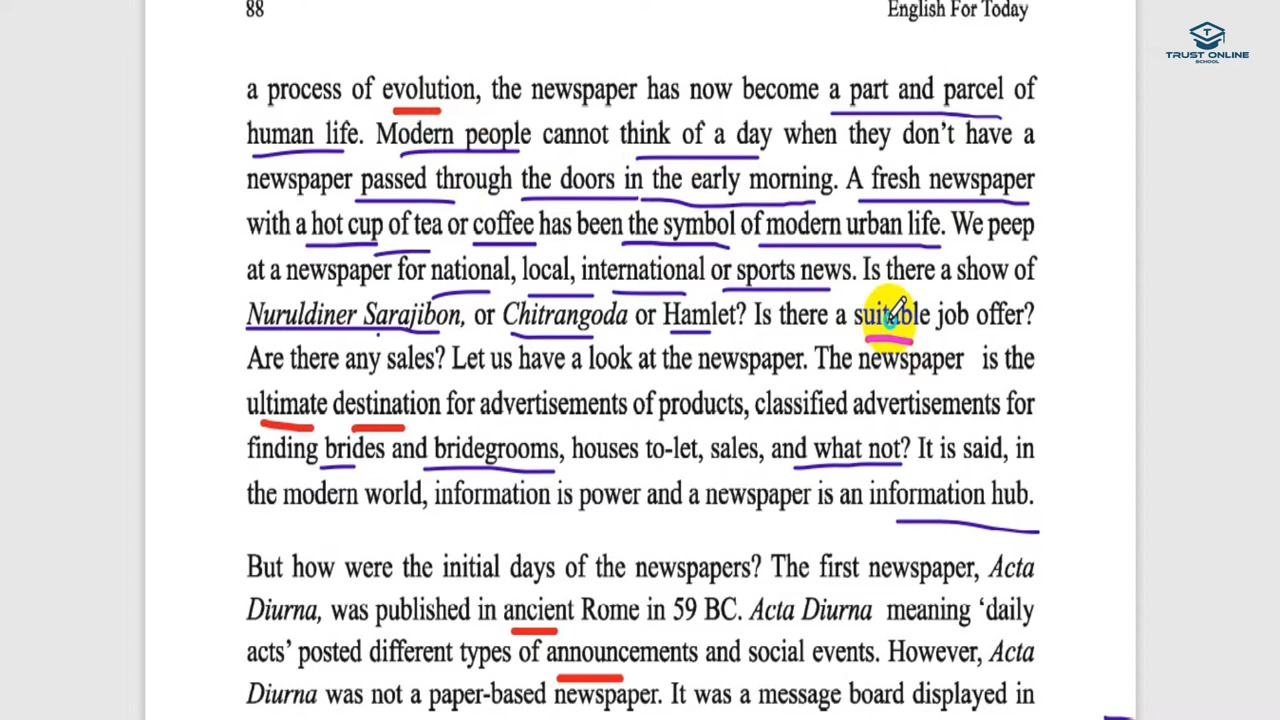 88 English For Today
TRUST ONLINE
SCHOOL
a process of evolution, the newspaper has now become a part and parcel of
human life. Modern people cannot think of a day when they don't have a
newspaper passed through the doors in the early morning. A fresh newspaper
with a hot cup of tea or coffee has been the symbol of modern urban life. We peep
at a newspaper for national, local, international or sports news. Is there a show of
Nuruldiner Sarajibon, or Chitrangoda or Hamlet? Is there a suitable job offer?
Are there any sales? Let us have a look at the newspaper. The newspaper is the
ultimate destination for advertisements of products, classified advertisements for
finding brides and bridegrooms, houses to-let, sales, and what not? It is said, in
the modern world, information is power and a newspaper is an information hub.
But how were the initial days of the newspapers? The first newspaper, Acta
Diurna, was published in ancient Rome in 59 BC. Acta Diurna meaning 'daily
acts' posted different types of announcements and social events. However, Acta
Diurna was not a paper-based newspaper. It was a message board displayed in